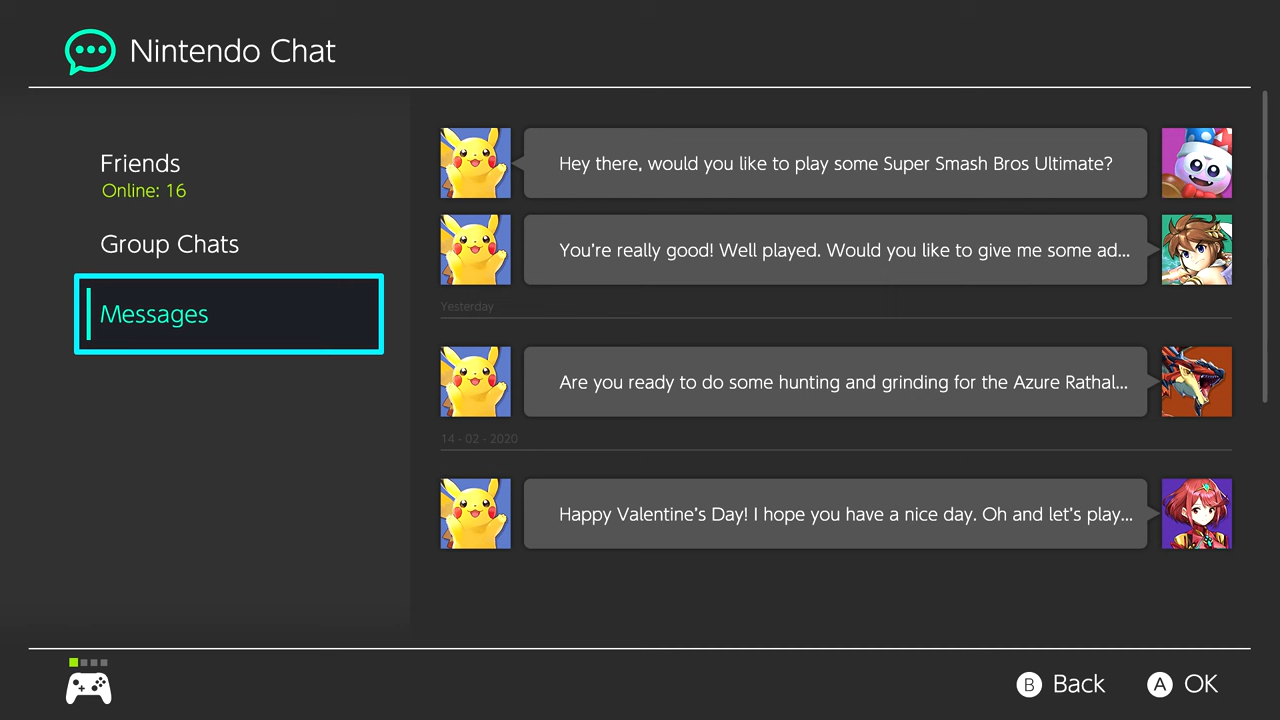 Nintendo Chat
Friends
Online: 16
Group Chats
Messages
Hey there, would you like to play some Super Smash Bros Ultimate?
You're really good! Well played. Would you like to give me some ad...
Yesterday
Are you ready to do some hunting and grinding for the Azure Rathal...
14 - 02 - 2020
Happy Valentine's Day! I hope you have a nice day. Oh and let's play...
B Back
A OK